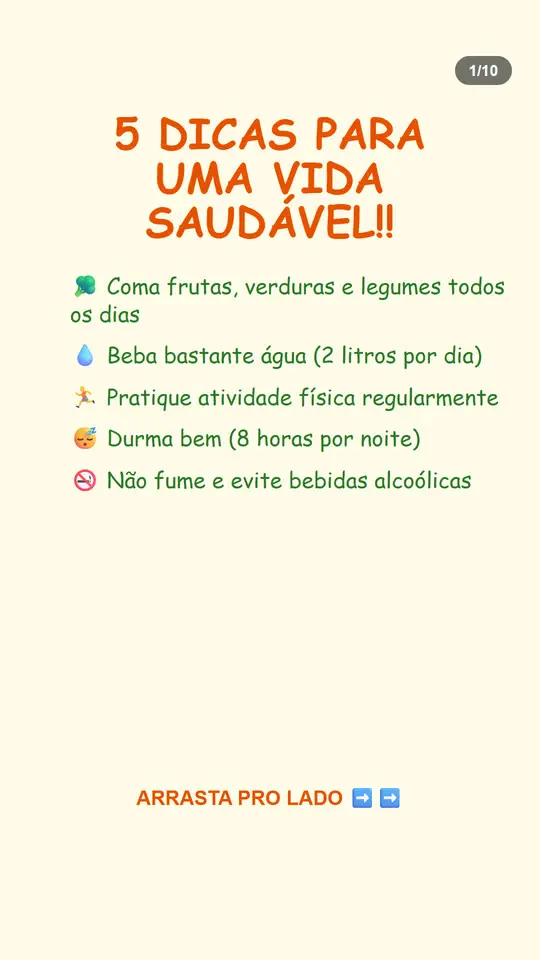 1/10
5 DICAS PARA
UMA VIDA
SAUDÁVEL!!
🥦 Coma frutas, verduras e legumes todos
os dias
💧 Beba bastante água (2 litros por dia)
🏃 Pratique atividade física regularmente
😴 Durma bem (8 horas por noite)
🚭 Não fume e evite bebidas alcoólicas
ARRASTA PRO LADO ➡️ ➡️